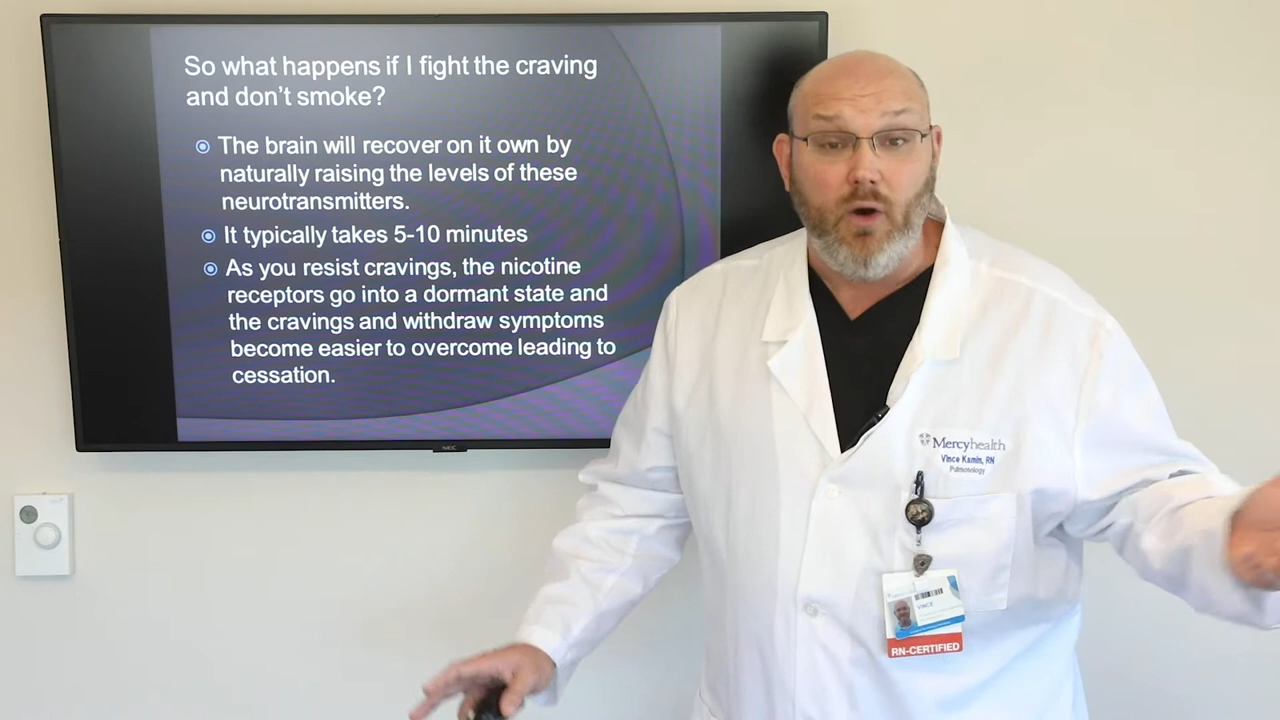 So what happens if I fight the craving
and don't smoke?
The brain will recover on it own by
naturally raising the levels of these
neurotransmitters.
It typically takes 5-10 minutes
As you resist cravings, the nicotine
receptors go into a dormant state and
the cravings and withdraw symptoms
become easier to overcome leading to
cessation.
NEC
Mercyhealth
Vince Kamin, RN
Pulmonology
VINCE
RN-CERTIFIED